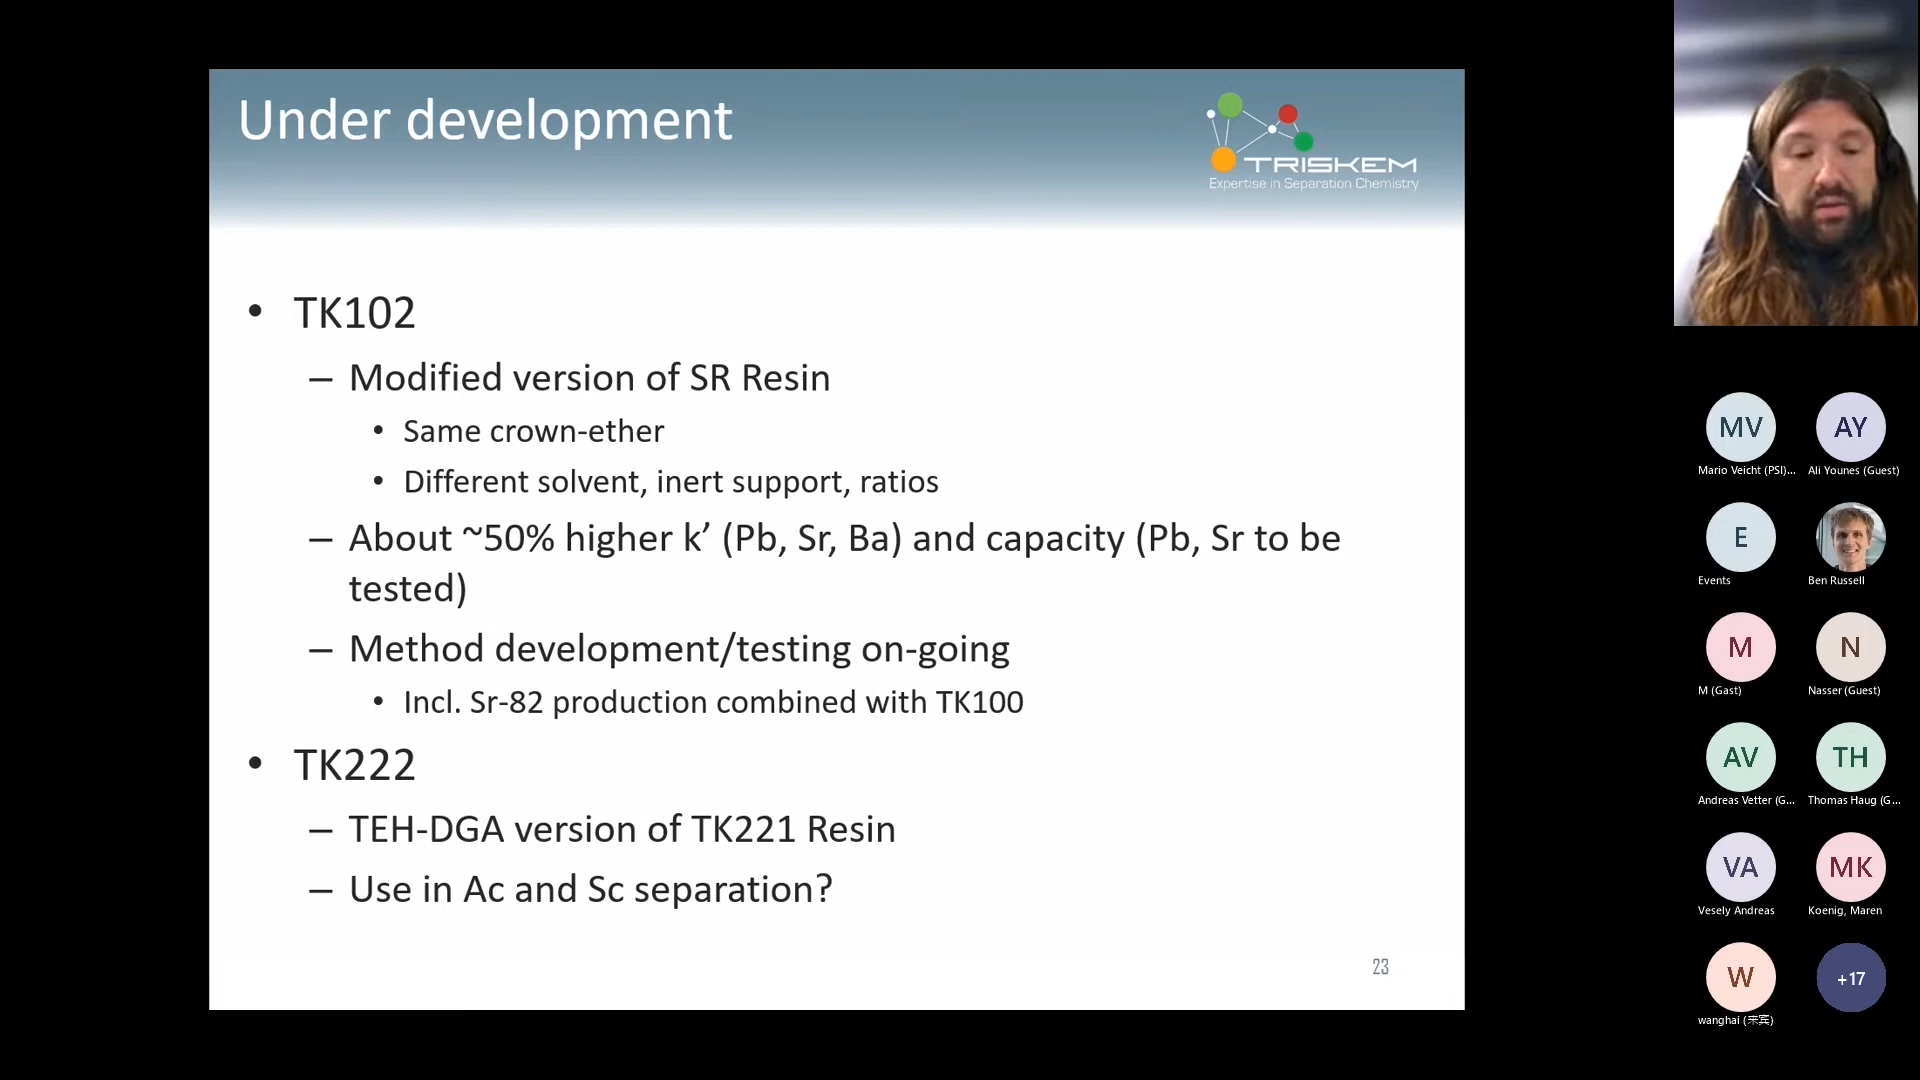 Under development
TRISKEM
Expertise in Separation Chemistry
• TK102
– Modified version of SR Resin
• Same crown-ether
• Different solvent, inert support, ratios
– About ~50% higher k’ (Pb, Sr, Ba) and capacity (Pb, Sr to be
tested)
– Method development/testing on-going
• Incl. Sr-82 production combined with TK100
• TK222
– TEH-DGA version of TK221 Resin
– Use in Ac and Sc separation?
23
MV
AY
Mario Veicht (PSI)...
Ali Younes (Guest)
E
Events
Ben Russell
M
N
M (Gast)
Nasser (Guest)
AV
TH
Andreas Vetter (G...
Thomas Haug (G...
VA
MK
Vesely Andreas
Koenig, Maren
W
+17
wanghai (来宾)